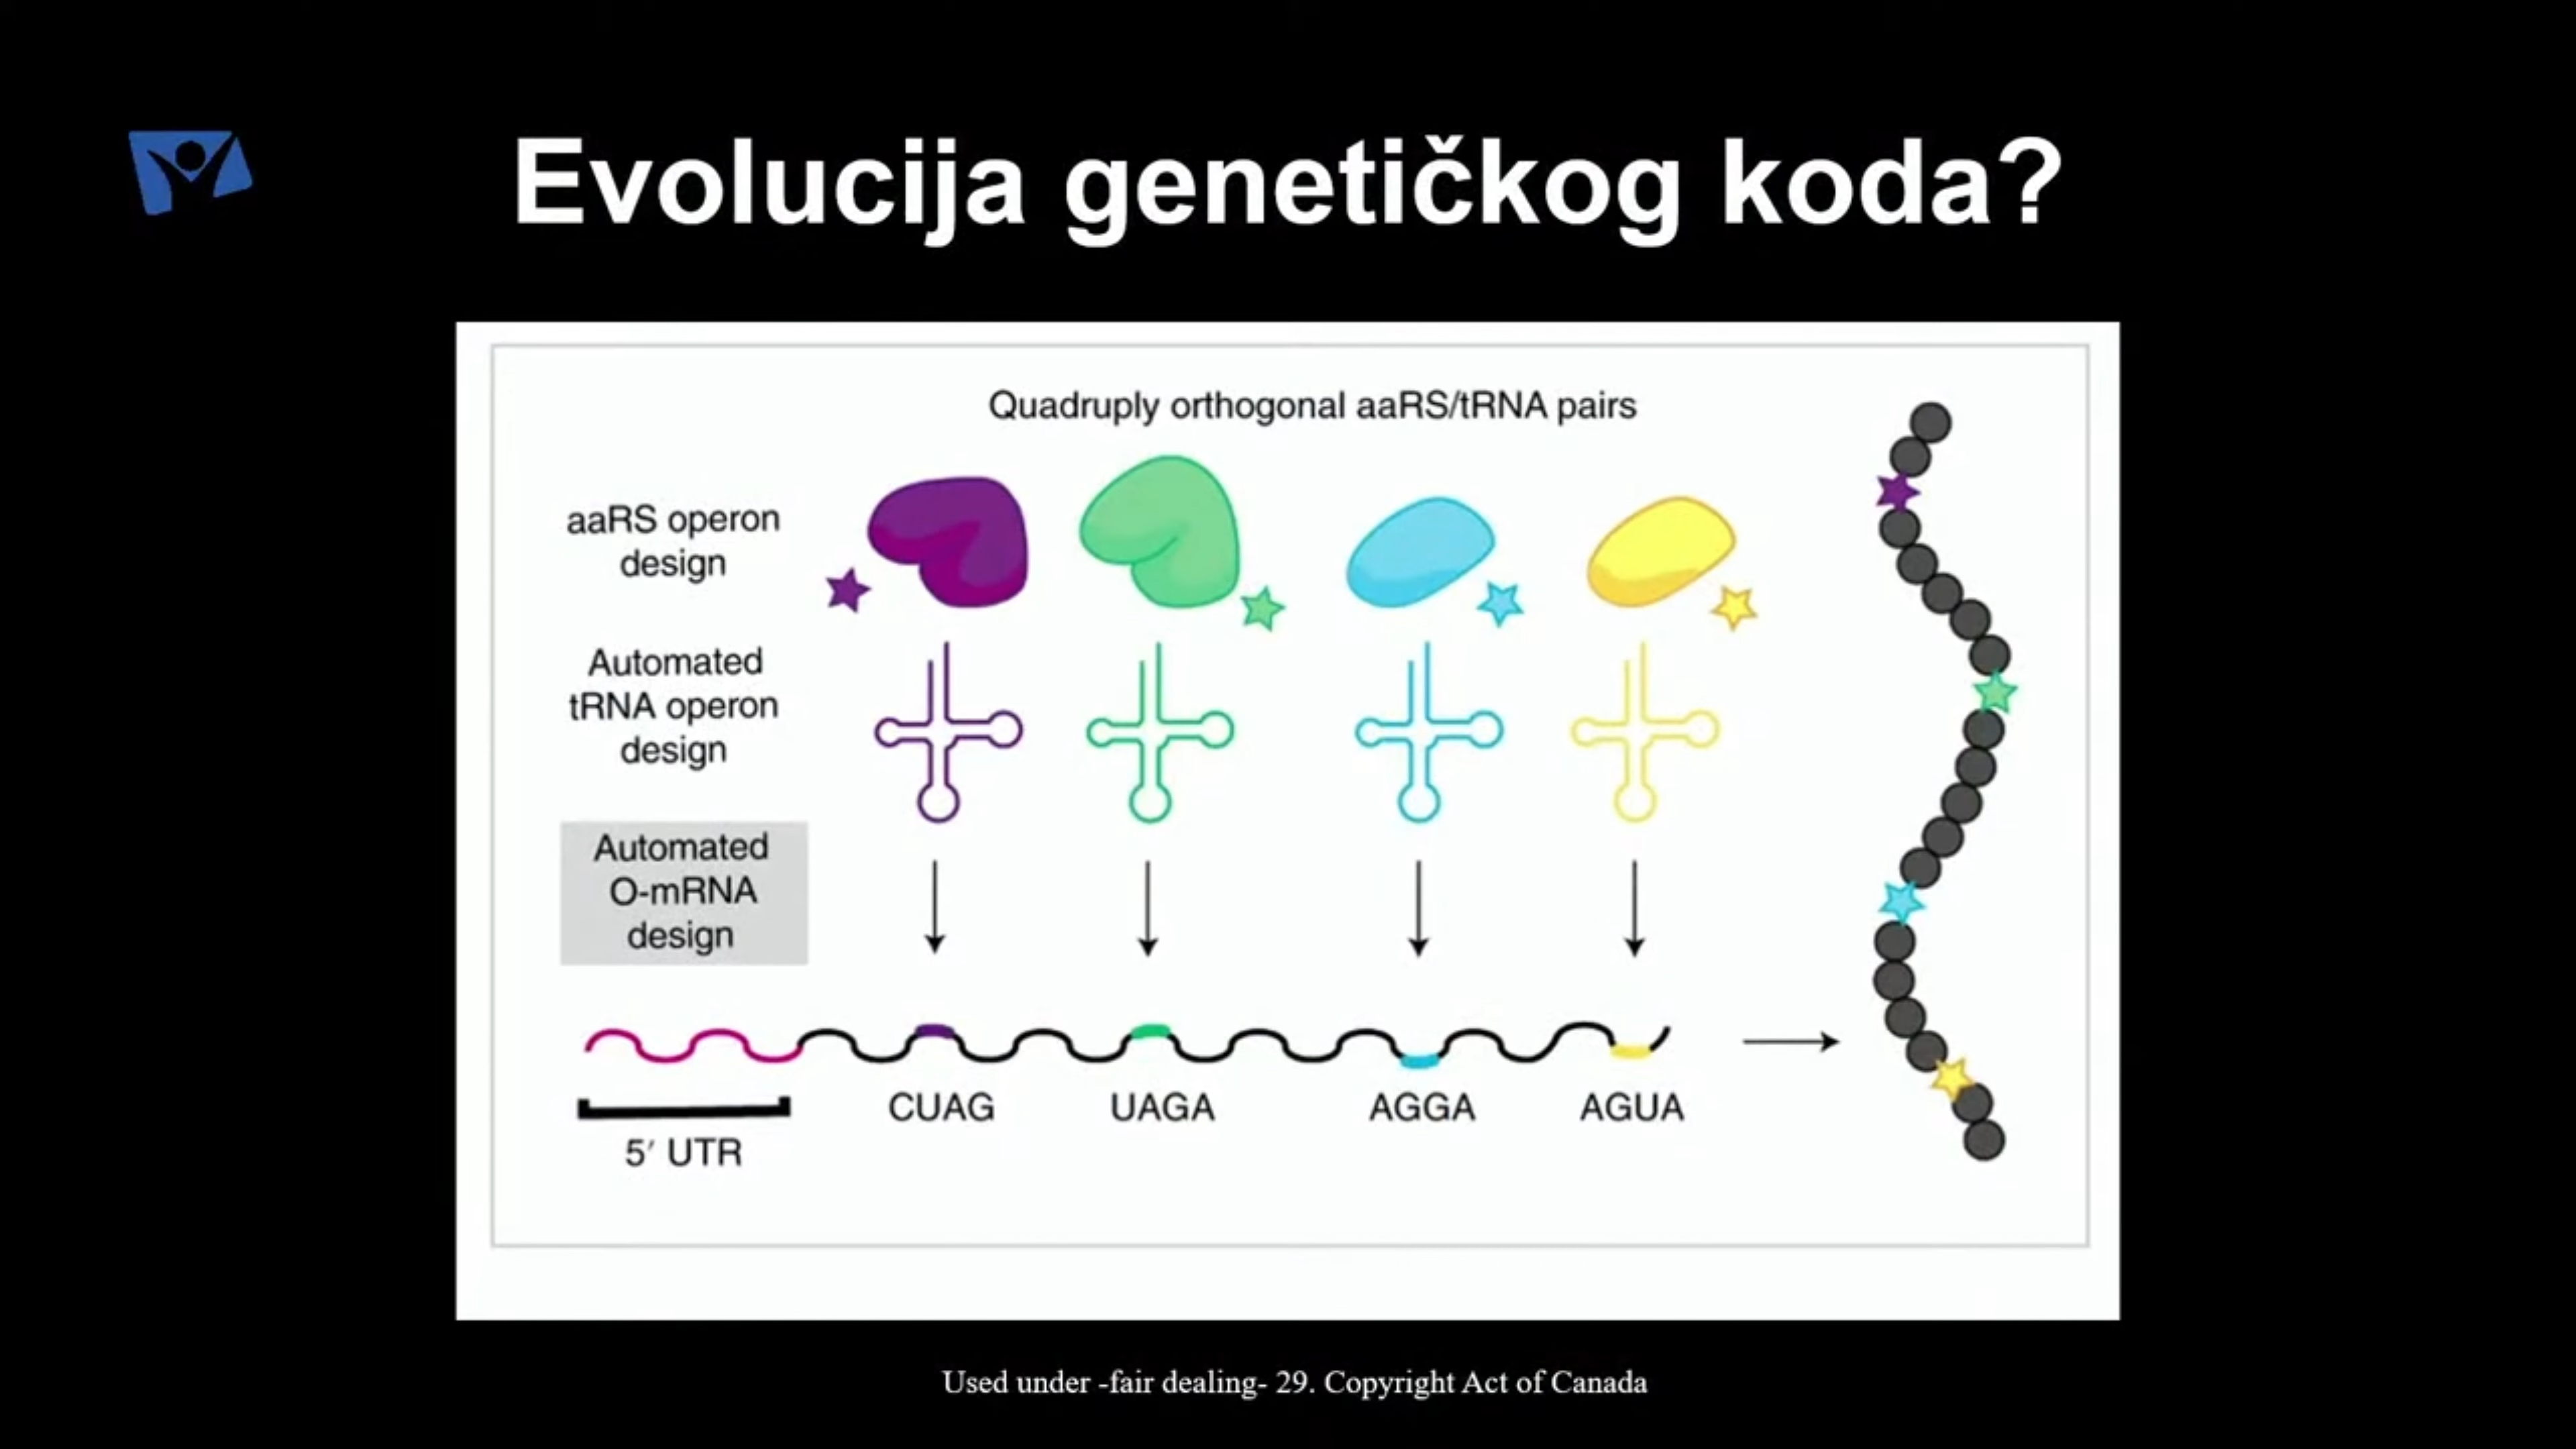 Evolucija genetičkog koda?
Quadruply orthogonal aaRS/tRNA pairs
aaRS operon
design
Automated
tRNA operon
design
Automated
O-mRNA
design
CUAG
UAGA
AGGA
AGUA
5′ UTR
Used under -fair dealing- 29. Copyright Act of Canada